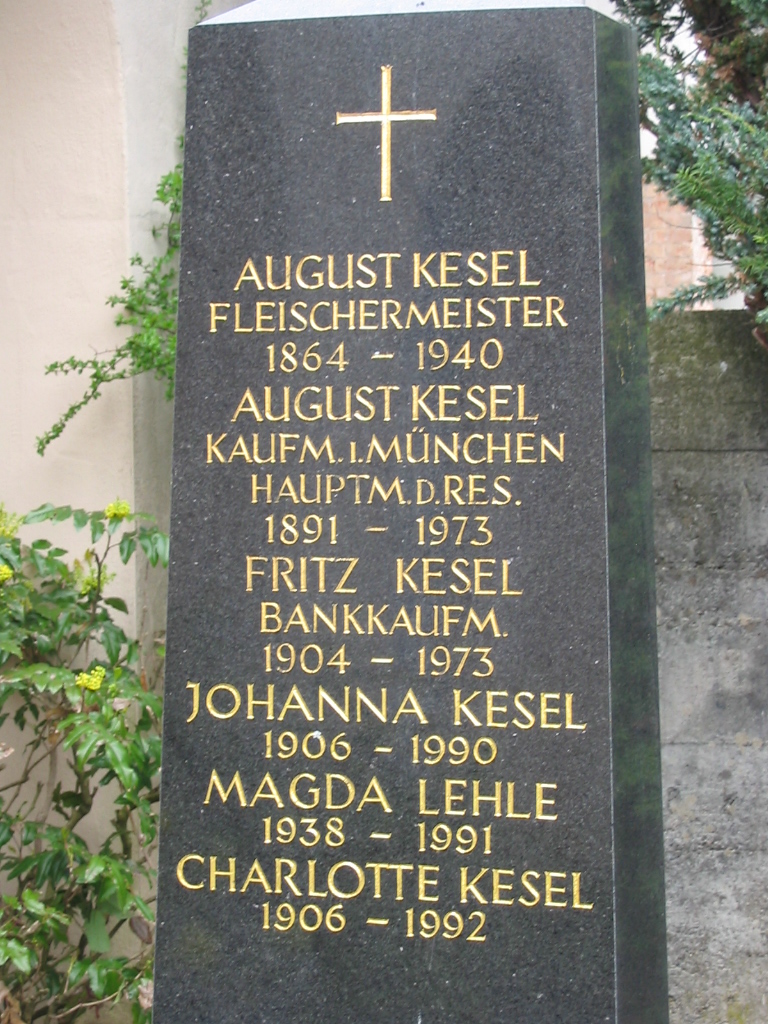 AUGUST KESEL
FLEISCHERMEISTER
1864 – 1940
AUGUST KESEL
KAUFM. I. MÜNCHEN
HAUPTM. D. RES.
1891 – 1973
FRITZ KESEL
BANKKAUFM.
1904 – 1973
JOHANNA KESEL
1906 – 1990
MAGDA LEHLE
1938 – 1991
CHARLOTTE KESEL
1906 – 1992